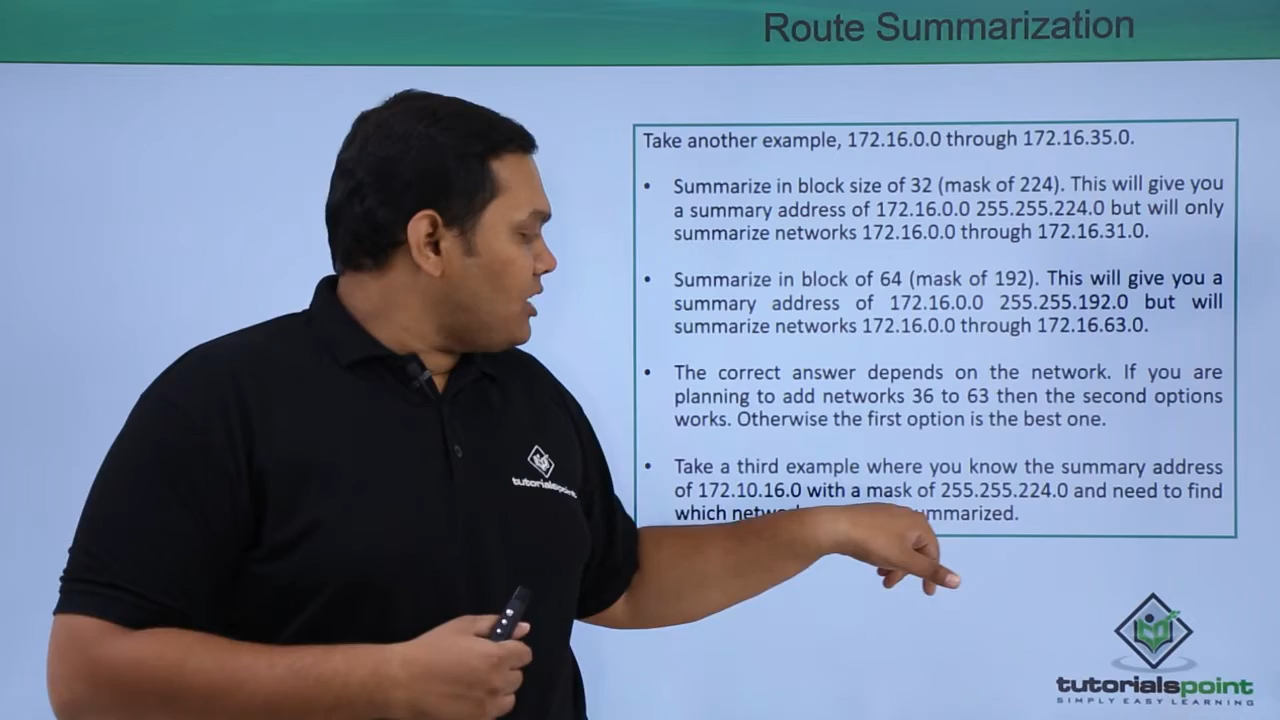 Route Summarization
Take another example, 172.16.0.0 through 172.16.35.0.
• Summarize in block size of 32 (mask of 224). This will give you
a summary address of 172.16.0.0 255.255.224.0 but will only
summarize networks 172.16.0.0 through 172.16.31.0.
• Summarize in block of 64 (mask of 192). This will give you a
summary address of 172.16.0.0 255.255.192.0 but will
summarize networks 172.16.0.0 through 172.16.63.0.
• The correct answer depends on the network. If you are
planning to add networks 36 to 63 then the second options
works. Otherwise the first option is the best one.
• Take a third example where you know the summary address
of 172.10.16.0 with a mask of 255.255.224.0 and need to find
which ummarized.
tutorialspoint
tutorialspoint
SIMPLY EASY LEARNING